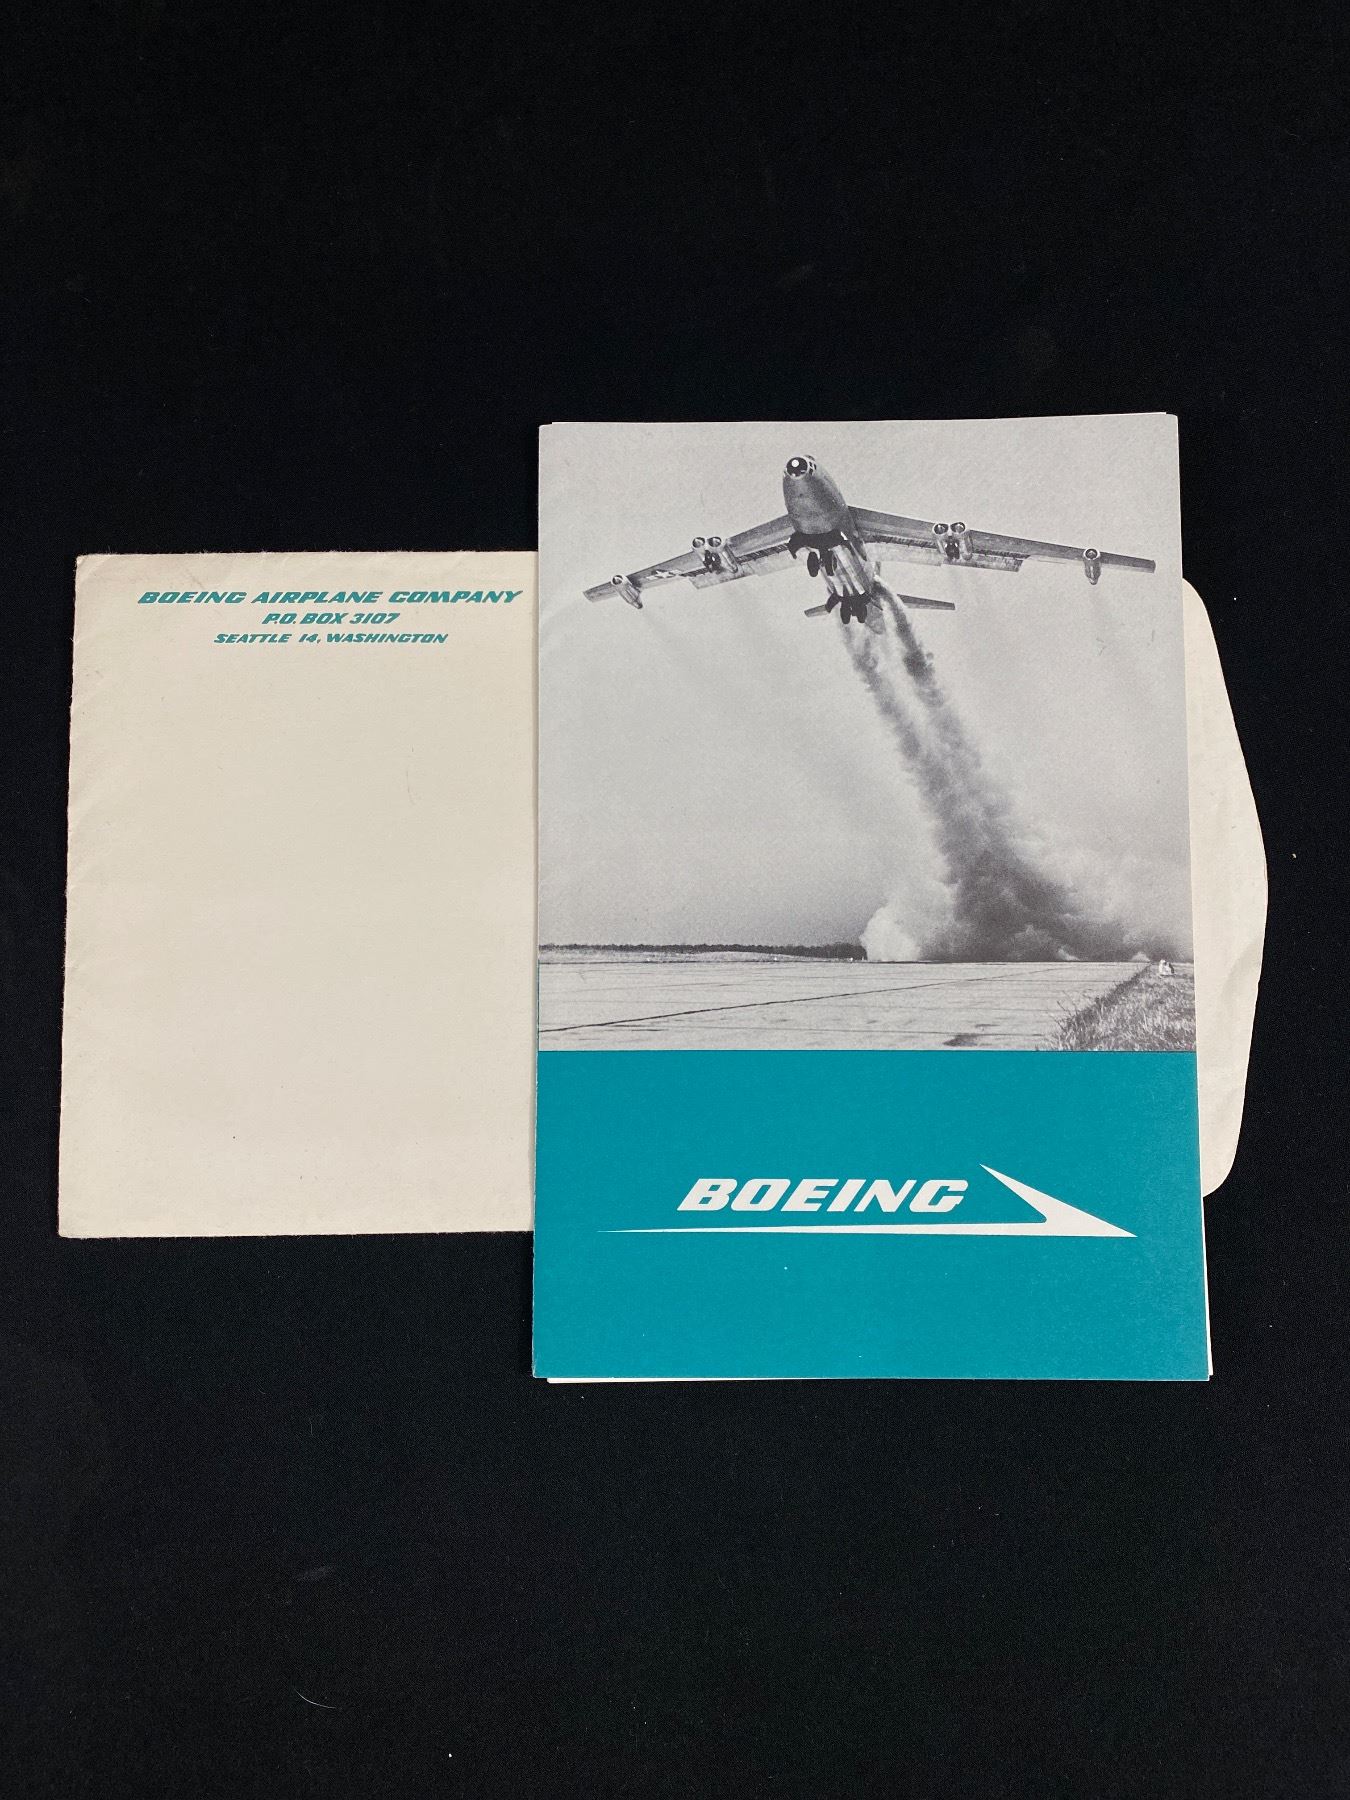 BOEING AIRPLANE COMPANY
P.O. BOX 3107
SEATTLE 14, WASHINGTON
BOEING